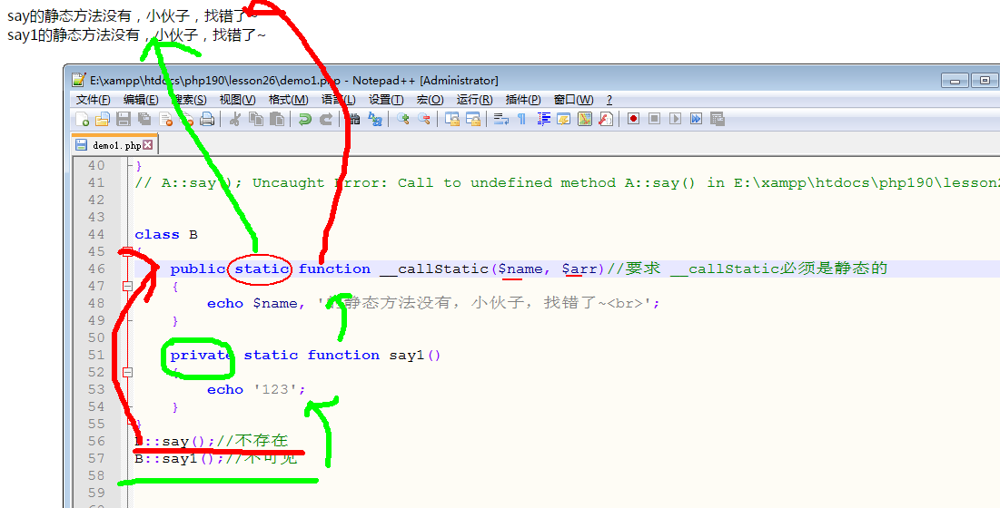 say的静态方法没有，小伙子，找错了~
say1的静态方法没有，小伙子，找错了~
E:\xampp\htdocs\php190\lesson26\demo1.php - Notepad++ [Administrator]
文件(F) 编辑(E) 搜索(S) 视图(V) 格式(M) 语言(L) 设置(T) 宏(O) 运行(R) 插件(P) 窗口(W) ?
demo1.php
40 }
41 // A::say(); Uncaught Error: Call to undefined method A::say() in E:\xampp\htdocs\php190\lesson2
42
43
44 class B
45 {
46 public static function __callStatic($name, $arr)//要求 __callStatic必须是静态的
47 {
48 echo $name, '的静态方法没有，小伙子，找错了~<br>';
49 }
50
51 private static function say1()
52 {
53 echo '123';
54 }
55 }
56 B::say();//不存在
57 B::say1();//不可见
58
59